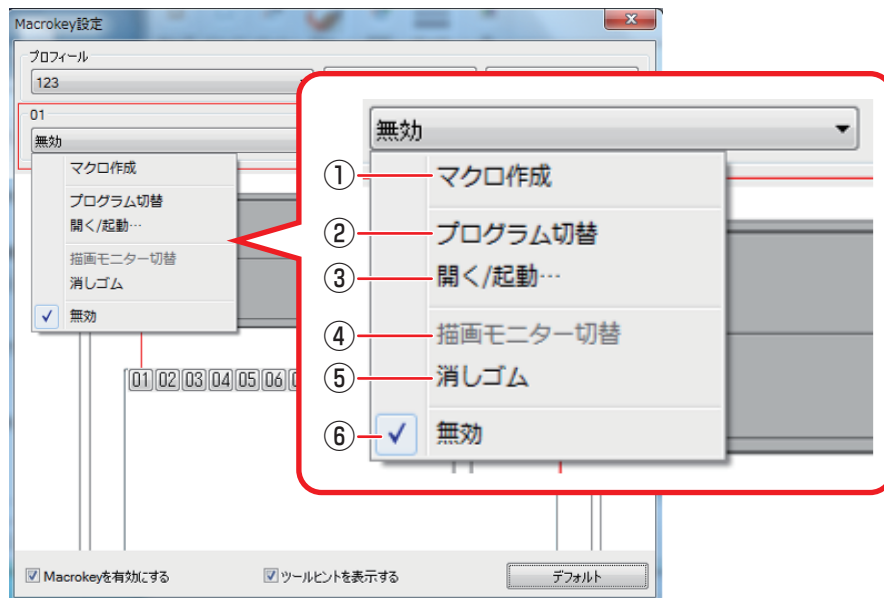 Macrokey設定
プロフィール
123
01
無効
マクロ作成
プログラム切替
開く/起動…
描画モニター切替
消しゴム
無効
01 02 03 04 05 06
無効
① マクロ作成
② プログラム切替
③ 開く/起動…
④ 描画モニター切替
⑤ 消しゴム
⑥ 無効
Macrokeyを有効にする
ツールヒントを表示する
デフォルト